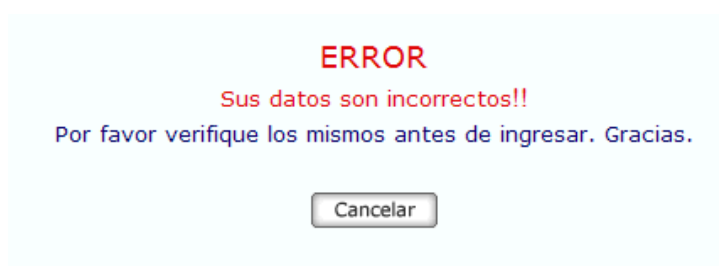 ERROR
Sus datos son incorrectos!!
Por favor verifique los mismos antes de ingresar. Gracias.
Cancelar